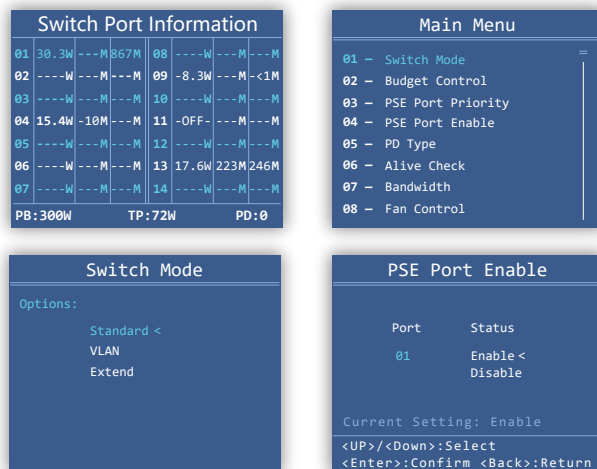 Switch Port Information
01 30.3W ---M 867M 08 ----W ---M ---M
02 ----W ---M ---M 09 -8.3W ---M -<1M
03 ----W ---M ---M 10 ----W ---M ---M
04 15.4W -10M ---M 11 -OFF- ---M ---M
05 ----W ---M ---M 12 ----W ---M ---M
06 ----W ---M ---M 13 17.6W 223M 246M
07 ----W ---M ---M 14 ----W ---M ---M
PB:300W TP:72W PD:0
Main Menu
01 – Switch Mode
02 – Budget Control
03 – PSE Port Priority
04 – PSE Port Enable
05 – PD Type
06 – Alive Check
07 – Bandwidth
08 – Fan Control
Switch Mode
Options:
Standard <
VLAN
Extend
PSE Port Enable
Port Status
01 Enable <
Disable
Current Setting: Enable
<UP>/<Down>:Select
<Enter>:Confirm <Back>:Return